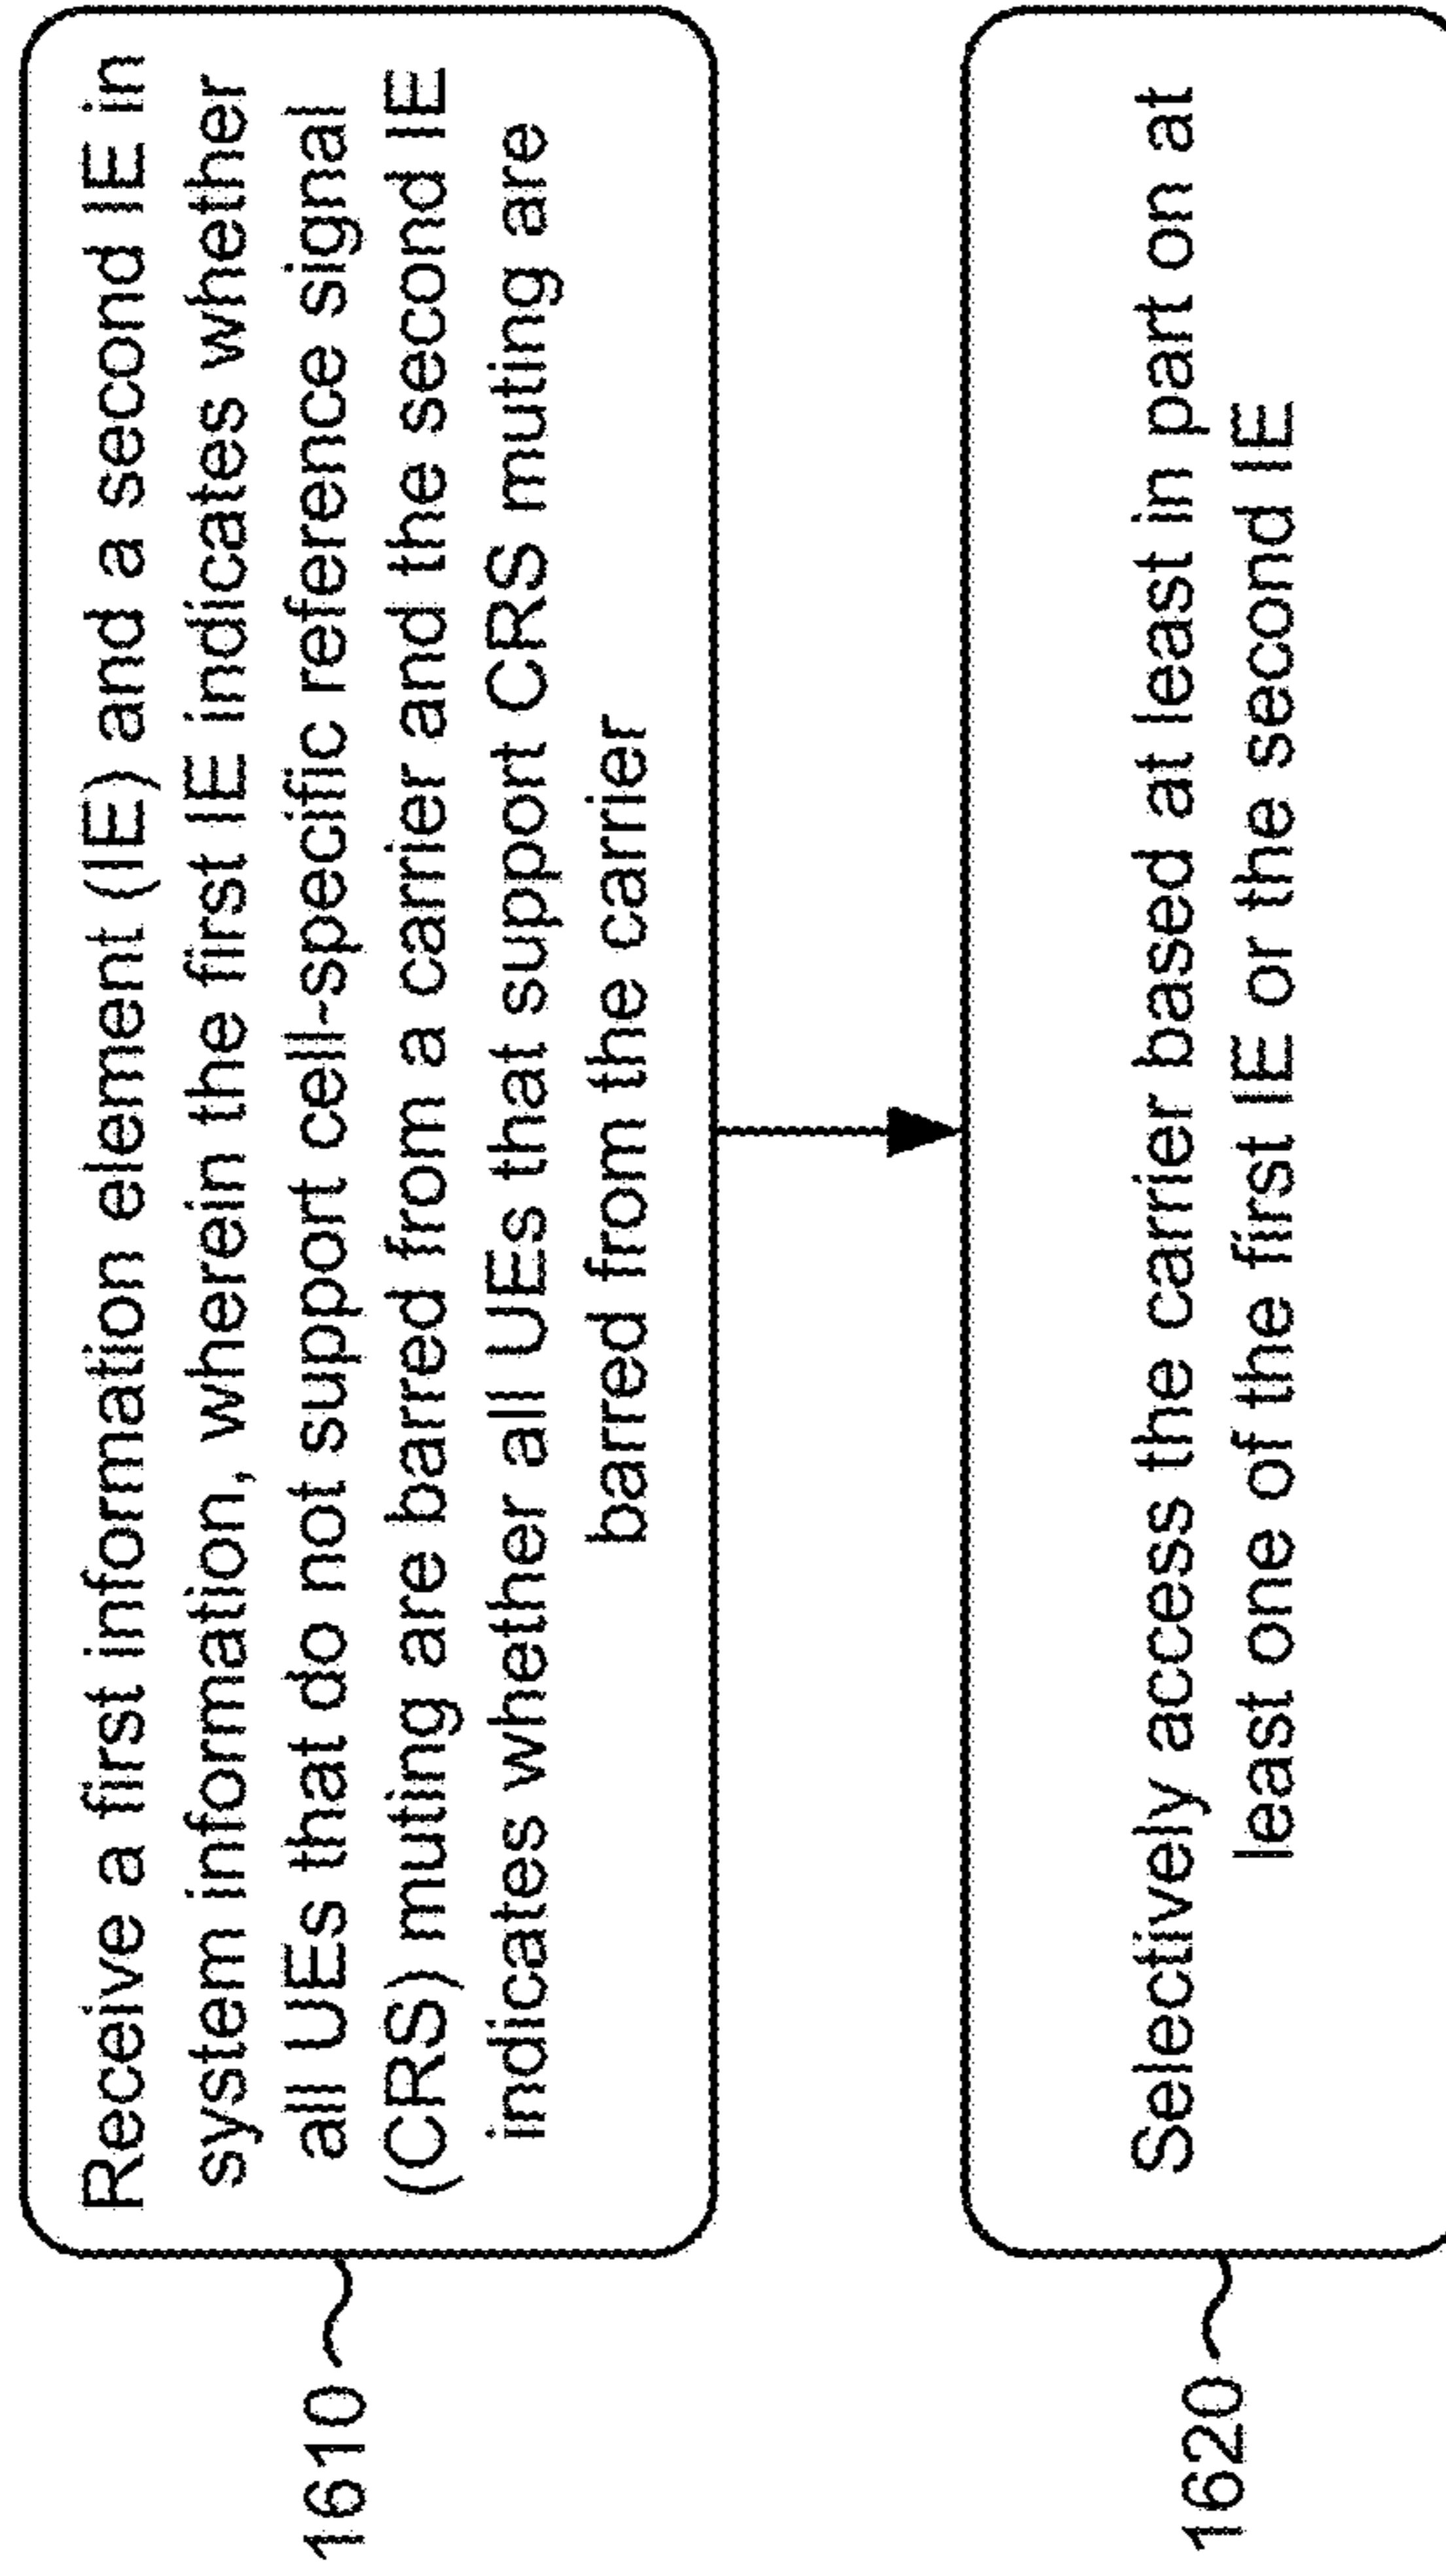 Receive a first information element (IE) and a second IE in
system information, wherein the first IE indicates whether
all UEs that do not support cell-specific reference signal
(CRS) muting are barred from a carrier and the second IE
indicates whether all UEs that support CRS muting are
barred from the carrier
1610
Selectively access the carrier based at least in part on at
least one of the first IE or the second IE
1620